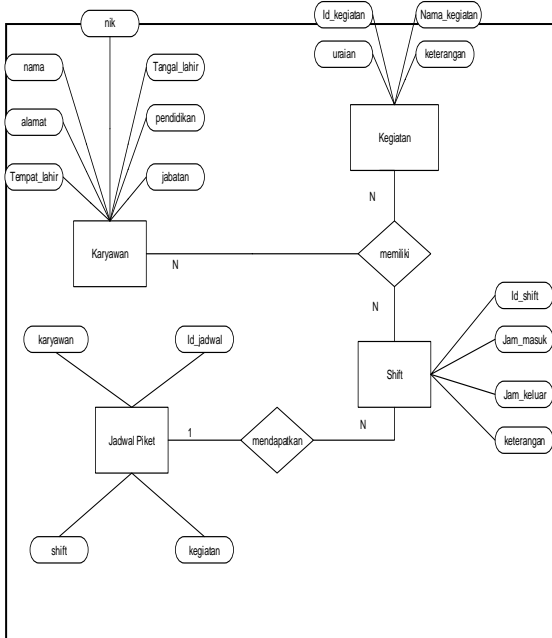 nik
Id_kegiatan
Nama_kegiatan
uraian
keterangan
nama
Tangal_lahir
alamat
pendidikan
Tempat_lahir
jabatan
Kegiatan
N
Karyawan
N
memiliki
N
Id_shift
Jam_masuk
Shift
Jam_keluar
keterangan
karyawan
Id_jadwal
Jadwal Piket
1
mendapatkan
N
shift
kegiatan